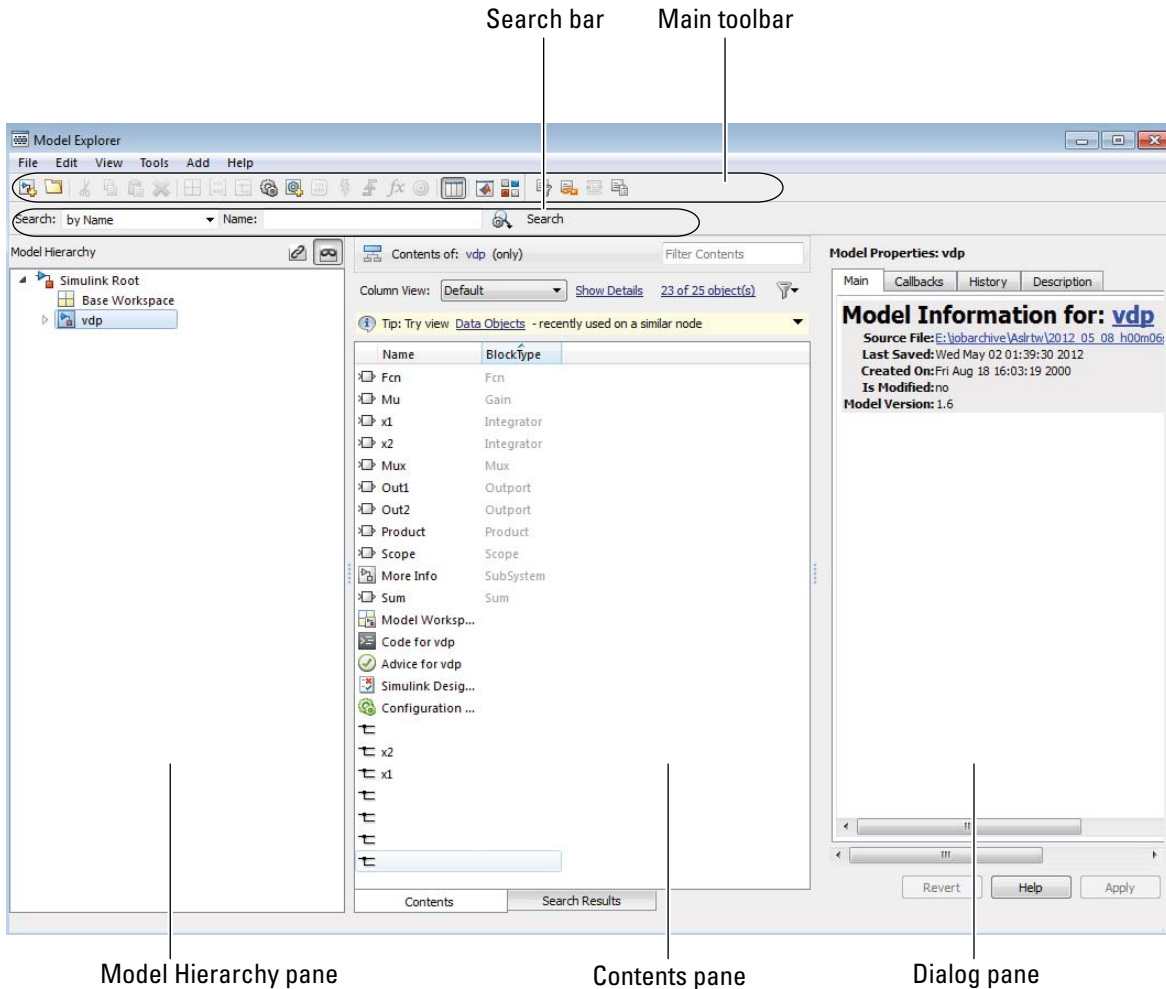 Search bar Main toolbar
Model Explorer
File Edit View Tools Add Help
fx
Search: by Name Name: Search
Model Hierarchy
Simulink Root
Base Workspace
vdp
Contents of: vdp (only) Filter Contents
Column View: Default Show Details 23 of 25 object(s)
Tip: Try view Data Objects - recently used on a similar node
Name BlockType
Fcn Fcn
Mu Gain
x1 Integrator
x2 Integrator
Mux Mux
Out1 Outport
Out2 Outport
Product Product
Scope Scope
More Info SubSystem
Sum Sum
Model Worksp...
Code for vdp
Advice for vdp
Simulink Desig...
Configuration ...
x2
x1
Contents Search Results
Model Properties: vdp
Main Callbacks History Description
Model Information for: vdp
Source File:E:\jobarchive\Aslrtw\2012_05_08_h00m06
Last Saved:Wed May 02 01:39:30 2012
Created On:Fri Aug 18 16:03:19 2000
Is Modified:no
Model Version:1.6
Revert Help Apply
Model Hierarchy pane Contents pane Dialog pane